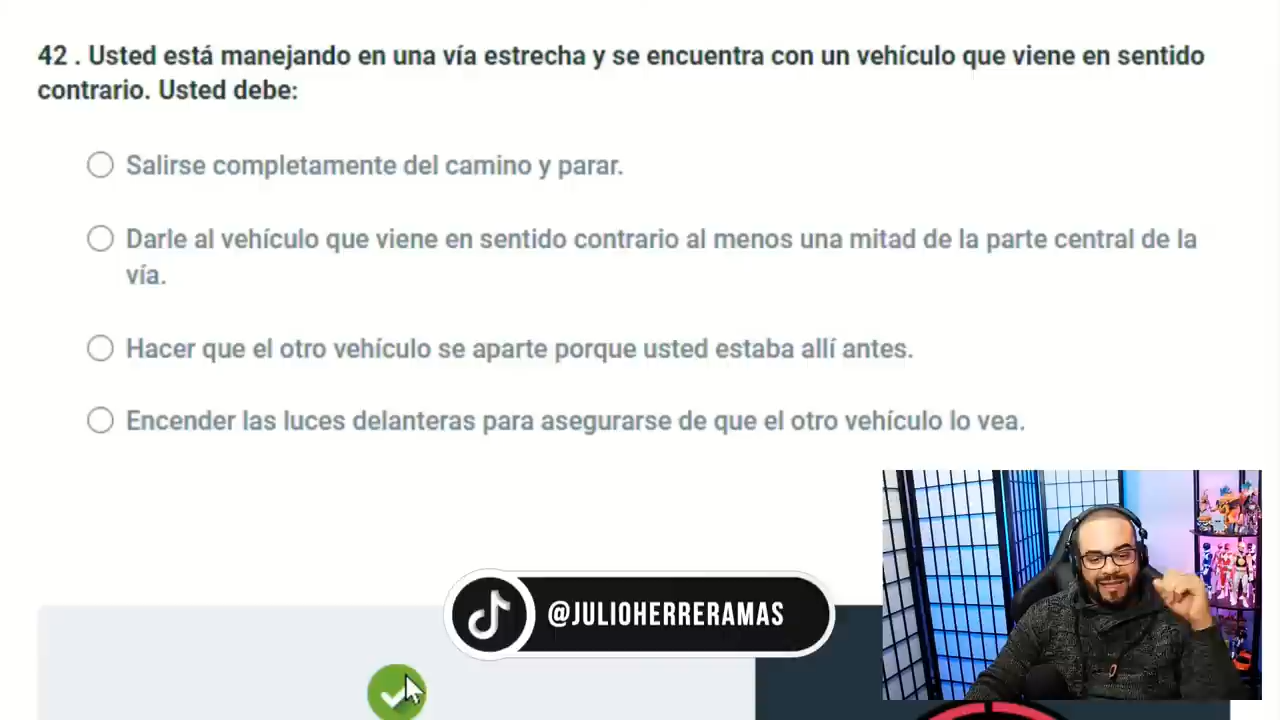 42 . Usted está manejando en una vía estrecha y se encuentra con un vehículo que viene en sentido
contrario. Usted debe:
Salirse completamente del camino y parar.
Darle al vehículo que viene en sentido contrario al menos una mitad de la parte central de la
vía.
Hacer que el otro vehículo se aparte porque usted estaba allí antes.
Encender las luces delanteras para asegurarse de que el otro vehículo lo vea.
@JULIOHERRERAMAS